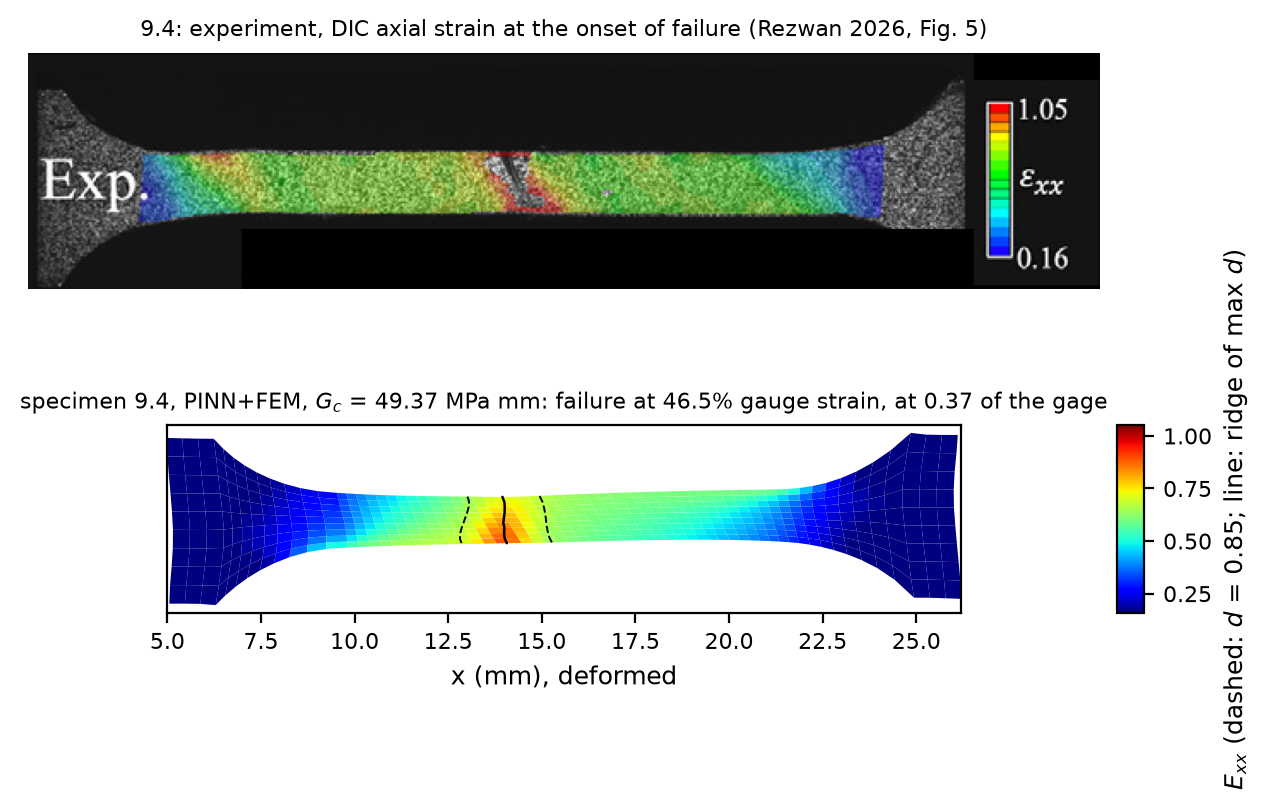 9.4: experiment, DIC axial strain at the onset of failure (Rezwan 2026, Fig. 5)
Exp.
1.05
εxx
0.16
specimen 9.4, PINN+FEM, Gc = 49.37 MPa mm: failure at 46.5% gauge strain, at 0.37 of the gage
1.00
0.75
0.50
0.25
Exx (dashed: d = 0.85; line: ridge of max d)
5.0 7.5 10.0 12.5 15.0 17.5 20.0 22.5 25.0
x (mm), deformed